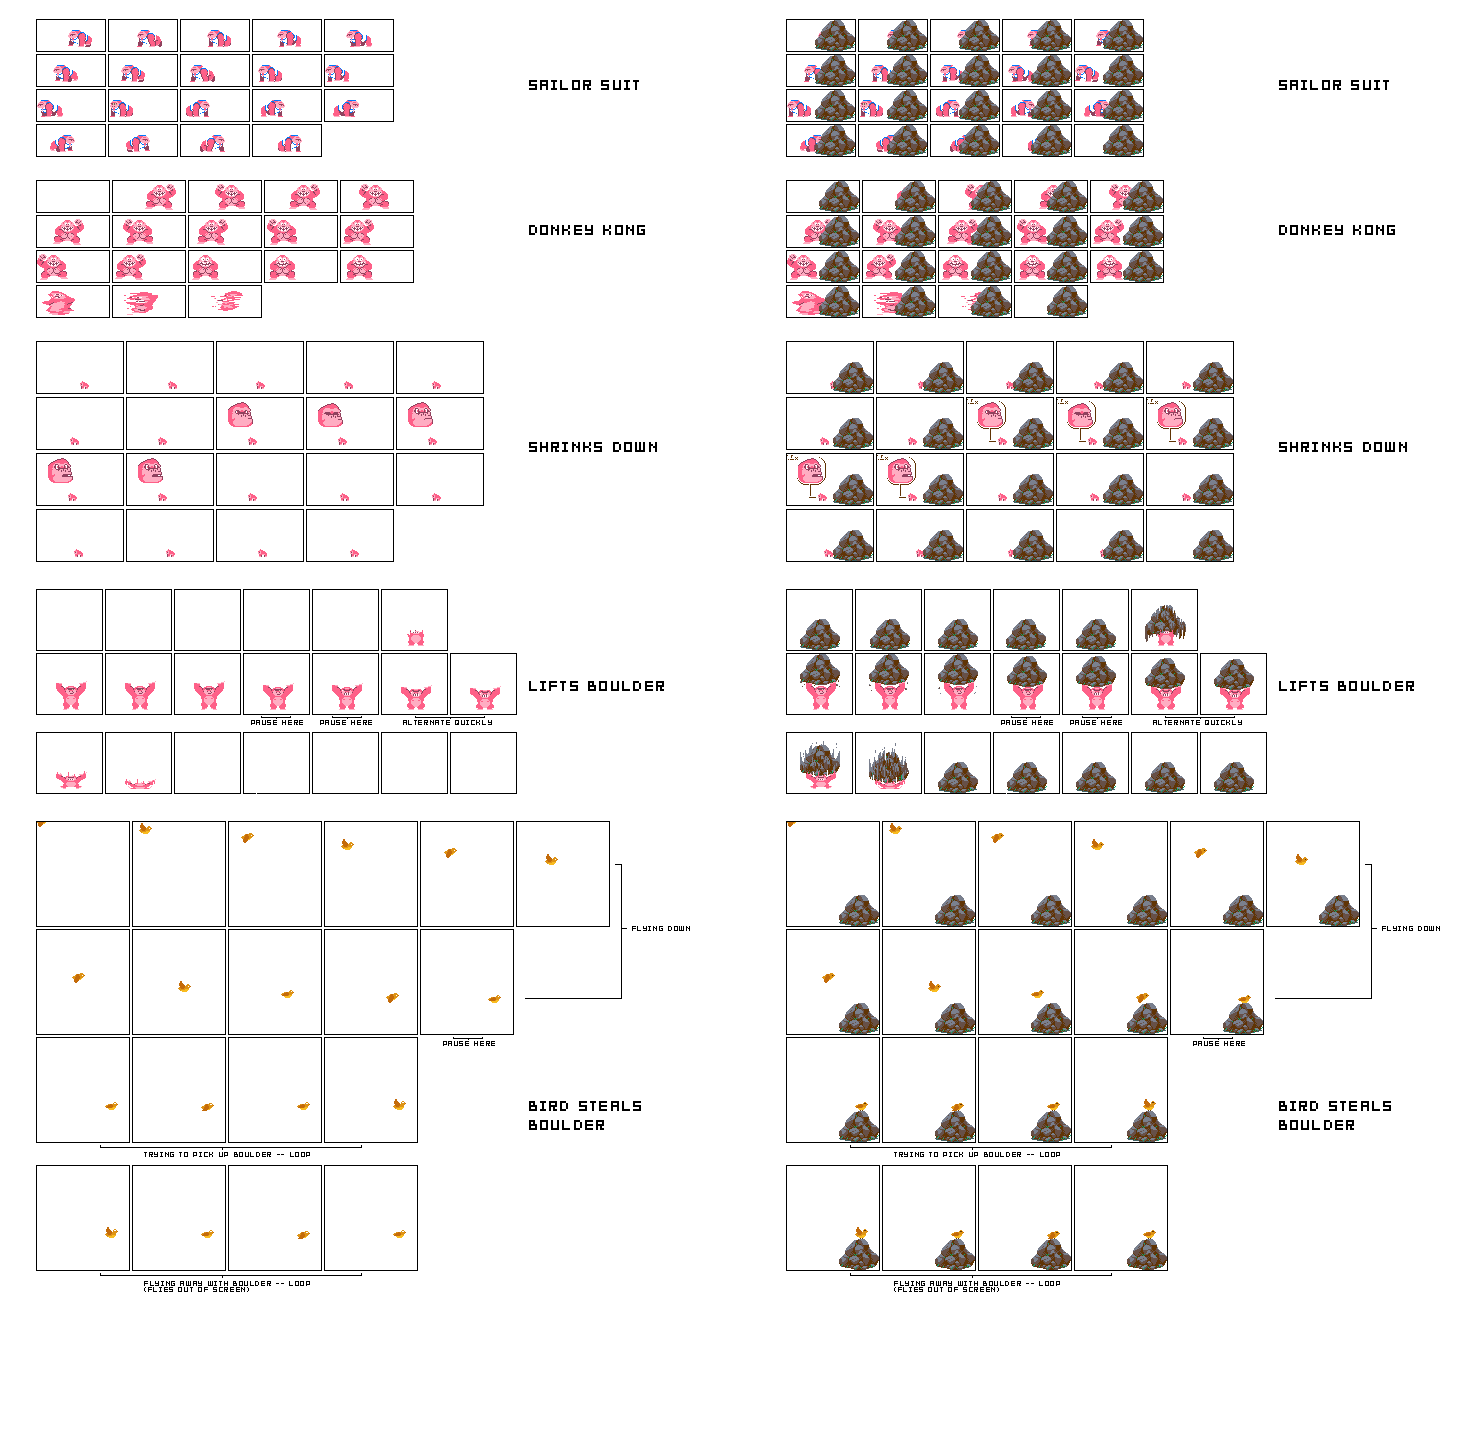 SAILOR SUIT
SAILOR SUIT
DONKEY KONG
DONKEY KONG
SHRINKS DOWN
SHRINKS DOWN
LIFTS BOULDER
LIFTS BOULDER
PAUSE HERE
PAUSE HERE
ALTERNATE QUICKLY
PAUSE HERE
PAUSE HERE
ALTERNATE QUICKLY
FLYING DOWN
FLYING DOWN
PAUSE HERE
PAUSE HERE
BIRD STEALS
BOULDER
BIRD STEALS
BOULDER
TRYING TO PICK UP BOULDER -- LOOP
TRYING TO PICK UP BOULDER -- LOOP
FLYING AWAY WITH BOULDER -- LOOP
(FLIES OUT OF SCREEN)
FLYING AWAY WITH BOULDER -- LOOP
(FLIES OUT OF SCREEN)